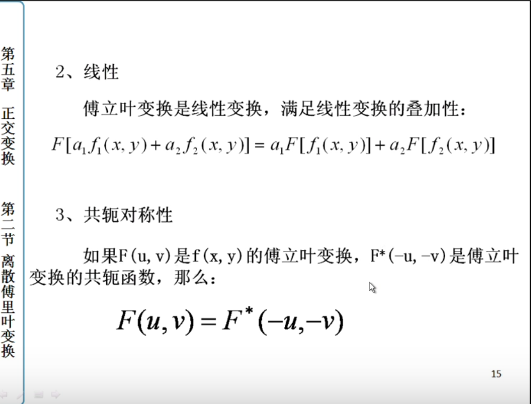 第五章 正交变换
第二节 离散傅里叶变换
2、线性
傅立叶变换是线性变换，满足线性变换的叠加性：
F[a₁f₁(x, y) + a₂f₂(x, y)] = a₁F[f₁(x, y)] + a₂F[f₂(x, y)]
3、共轭对称性
如果F(u,v)是f(x,y)的傅立叶变换，F*(-u,-v)是傅立叶
变换的共轭函数，那么：
F(u,v) = F*(-u,-v)
15